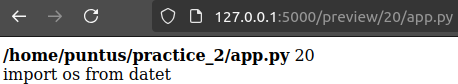 127.0.0.1:5000/preview/20/app.py
/home/puntus/practice_2/app.py 20
import os from datet